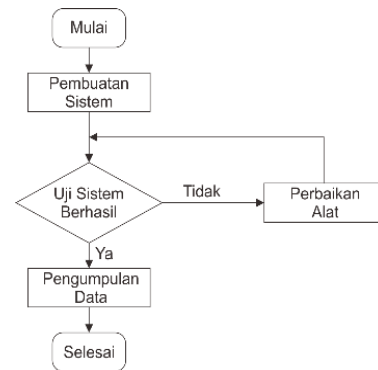 Mulai
Pembuatan
Sistem
Uji Sistem
Berhasil
Tidak
Perbaikan
Alat
Ya
Pengumpulan
Data
Selesai